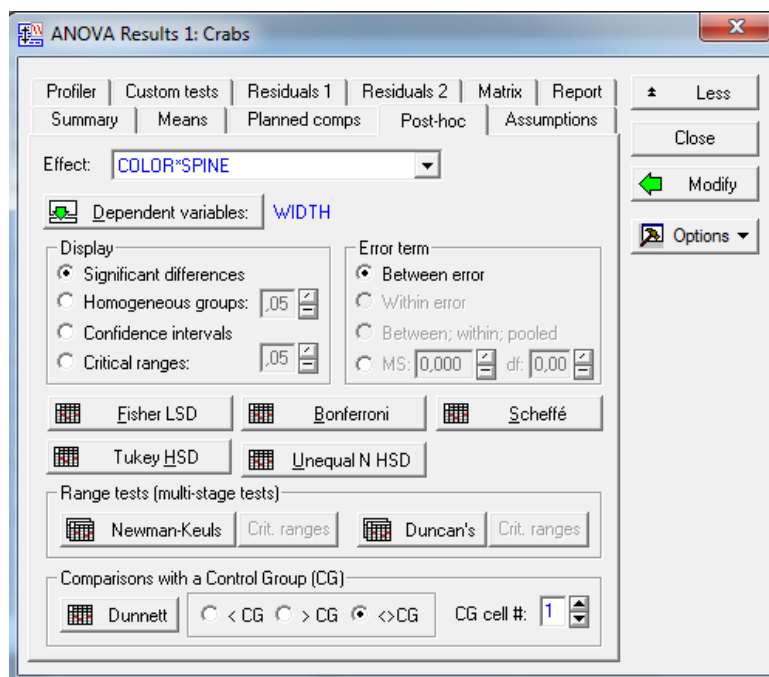 ANOVA Results 1: Crabs
Profiler Custom tests Residuals 1 Residuals 2 Matrix Report
Summary Means Planned comps Post-hoc Assumptions
Less
Close
Modify
Options
Effect: COLOR*SPINE
Dependent variables: WIDTH
Display
Significant differences
Homogeneous groups: ,05
Confidence intervals
Critical ranges: ,05
Error term
Between error
Within error
Between; within; pooled
MS: 0,000 df: 0,00
Fisher LSD Bonferroni Scheffé
Tukey HSD Unequal N HSD
Range tests (multi-stage tests)
Newman-Keuls Crit. ranges Duncan's Crit. ranges
Comparisons with a Control Group (CG)
Dunnett < CG > CG <>CG CG cell #: 1